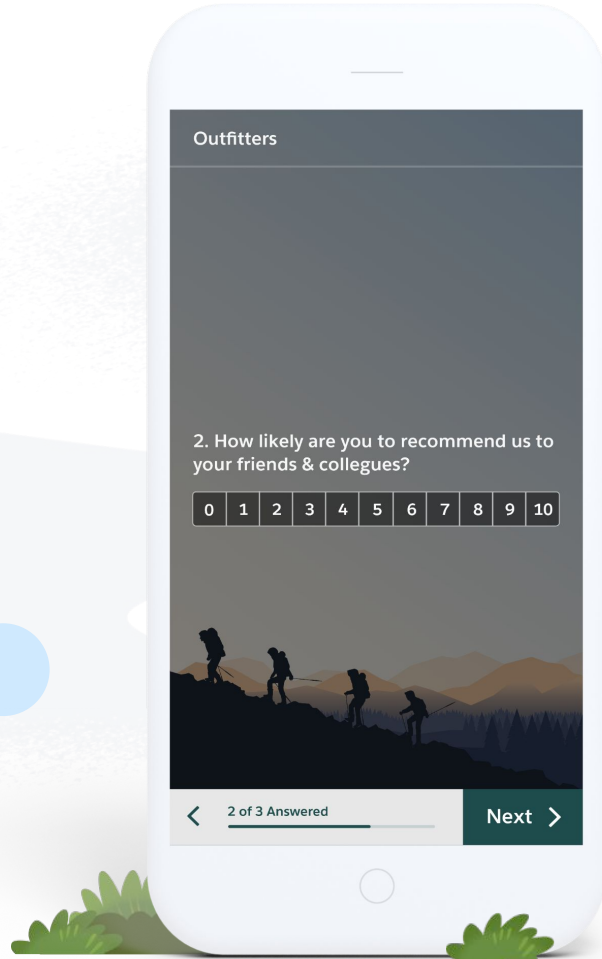 Outfitters
2. How likely are you to recommend us to
your friends & collegues?
0 1 2 3 4 5 6 7 8 9 10
2 of 3 Answered
Next